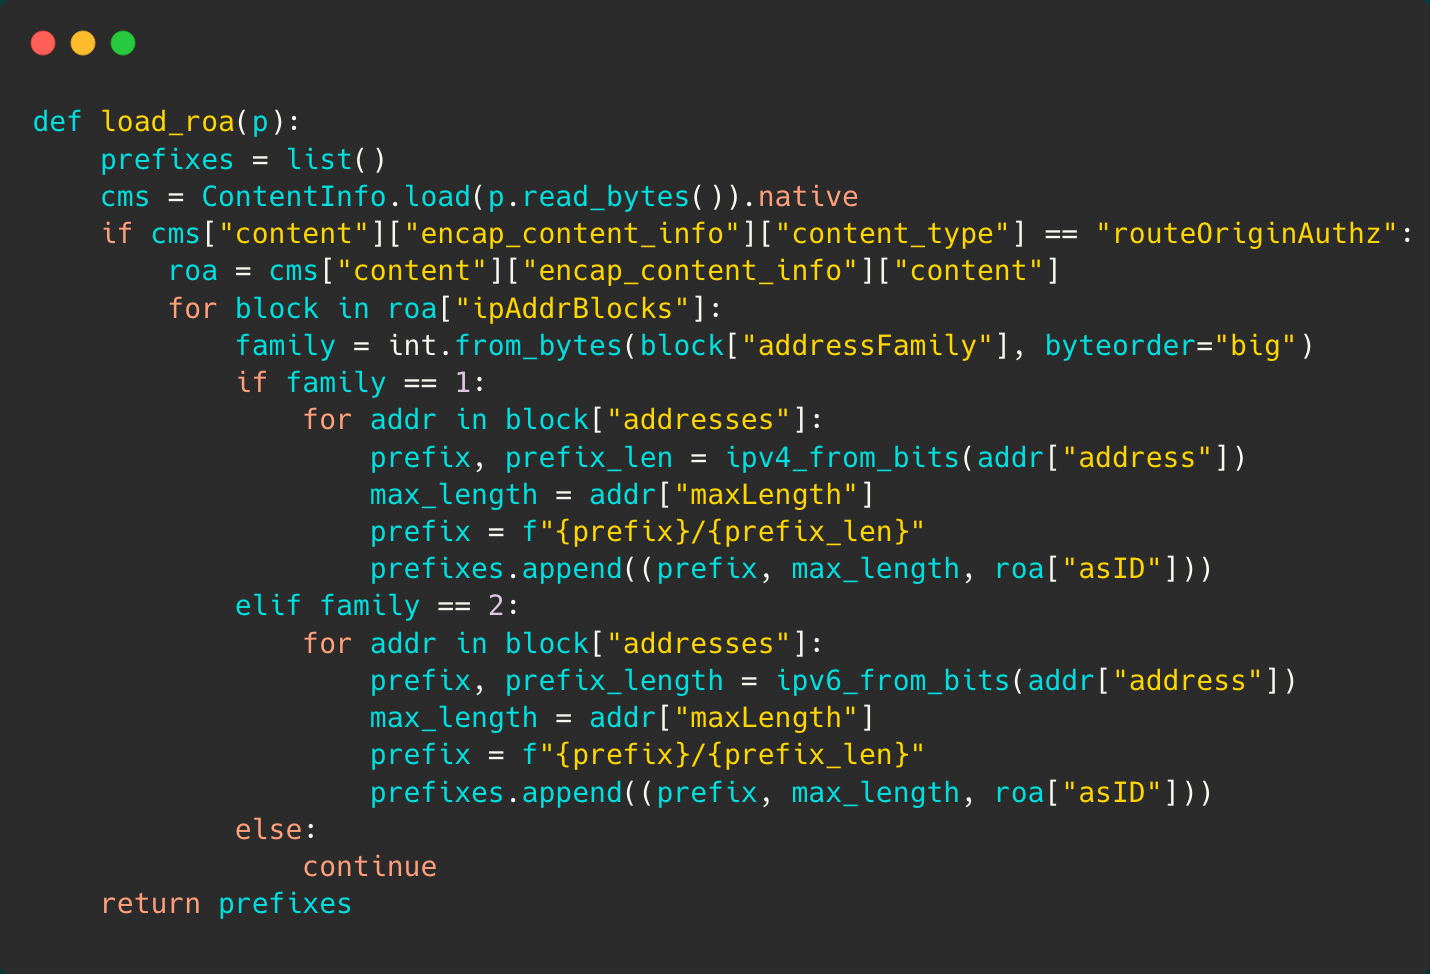 def load_roa(p):
    prefixes = list()
    cms = ContentInfo.load(p.read_bytes()).native
    if cms["content"]["encap_content_info"]["content_type"] == "routeOriginAuthz":
        roa = cms["content"]["encap_content_info"]["content"]
        for block in roa["ipAddrBlocks"]:
            family = int.from_bytes(block["addressFamily"], byteorder="big")
            if family == 1:
                for addr in block["addresses"]:
                    prefix, prefix_len = ipv4_from_bits(addr["address"])
                    max_length = addr["maxLength"]
                    prefix = f"{prefix}/{prefix_len}"
                    prefixes.append((prefix, max_length, roa["asID"]))
            elif family == 2:
                for addr in block["addresses"]:
                    prefix, prefix_length = ipv6_from_bits(addr["address"])
                    max_length = addr["maxLength"]
                    prefix = f"{prefix}/{prefix_len}"
                    prefixes.append((prefix, max_length, roa["asID"]))
            else:
                continue
    return prefixes